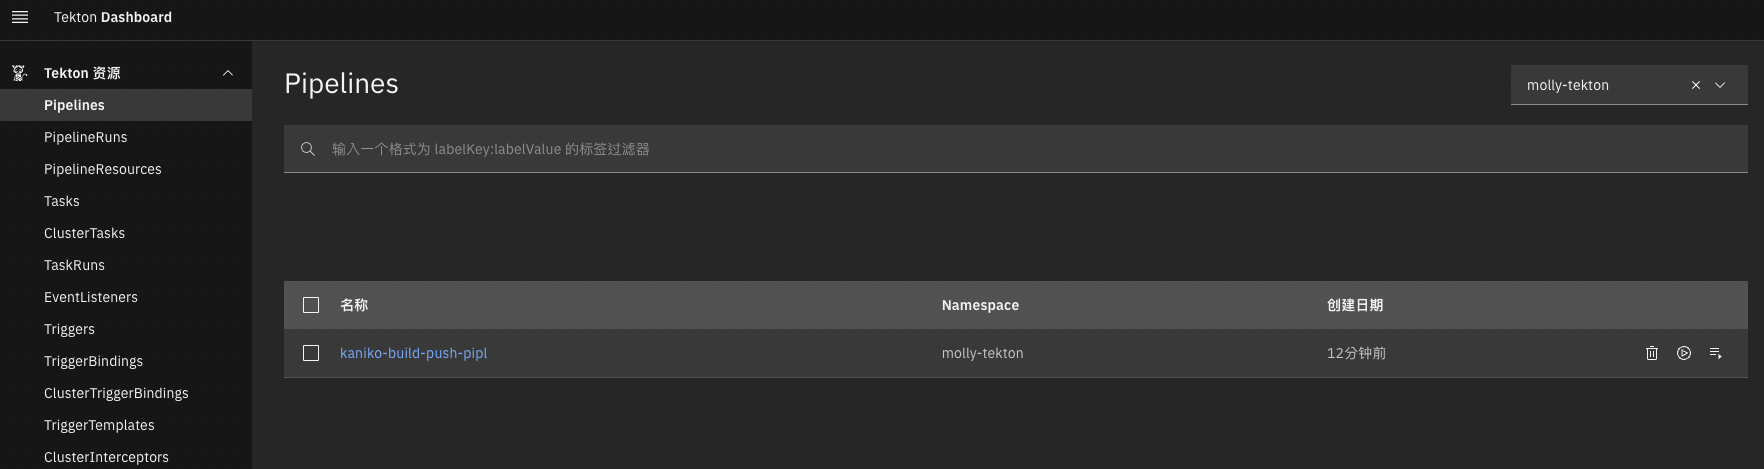 Tekton Dashboard
Tekton 资源
Pipelines
PipelineRuns
PipelineResources
Tasks
ClusterTasks
TaskRuns
EventListeners
Triggers
TriggerBindings
ClusterTriggerBindings
TriggerTemplates
ClusterInterceptors
Pipelines
molly-tekton
输入一个格式为 labelKey:labelValue 的标签过滤器
名称 Namespace 创建日期
kaniko-build-push-pipl molly-tekton 12分钟前